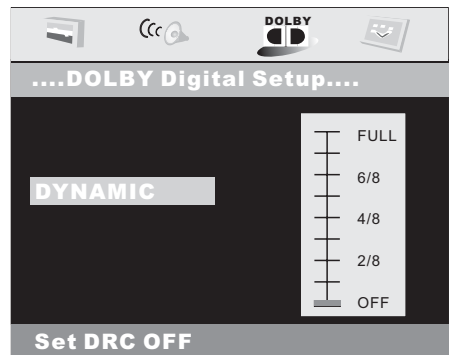 DOLBY
....DOLBY Digital Setup....
FULL
6/8
DYNAMIC
4/8
2/8
OFF
Set DRC OFF